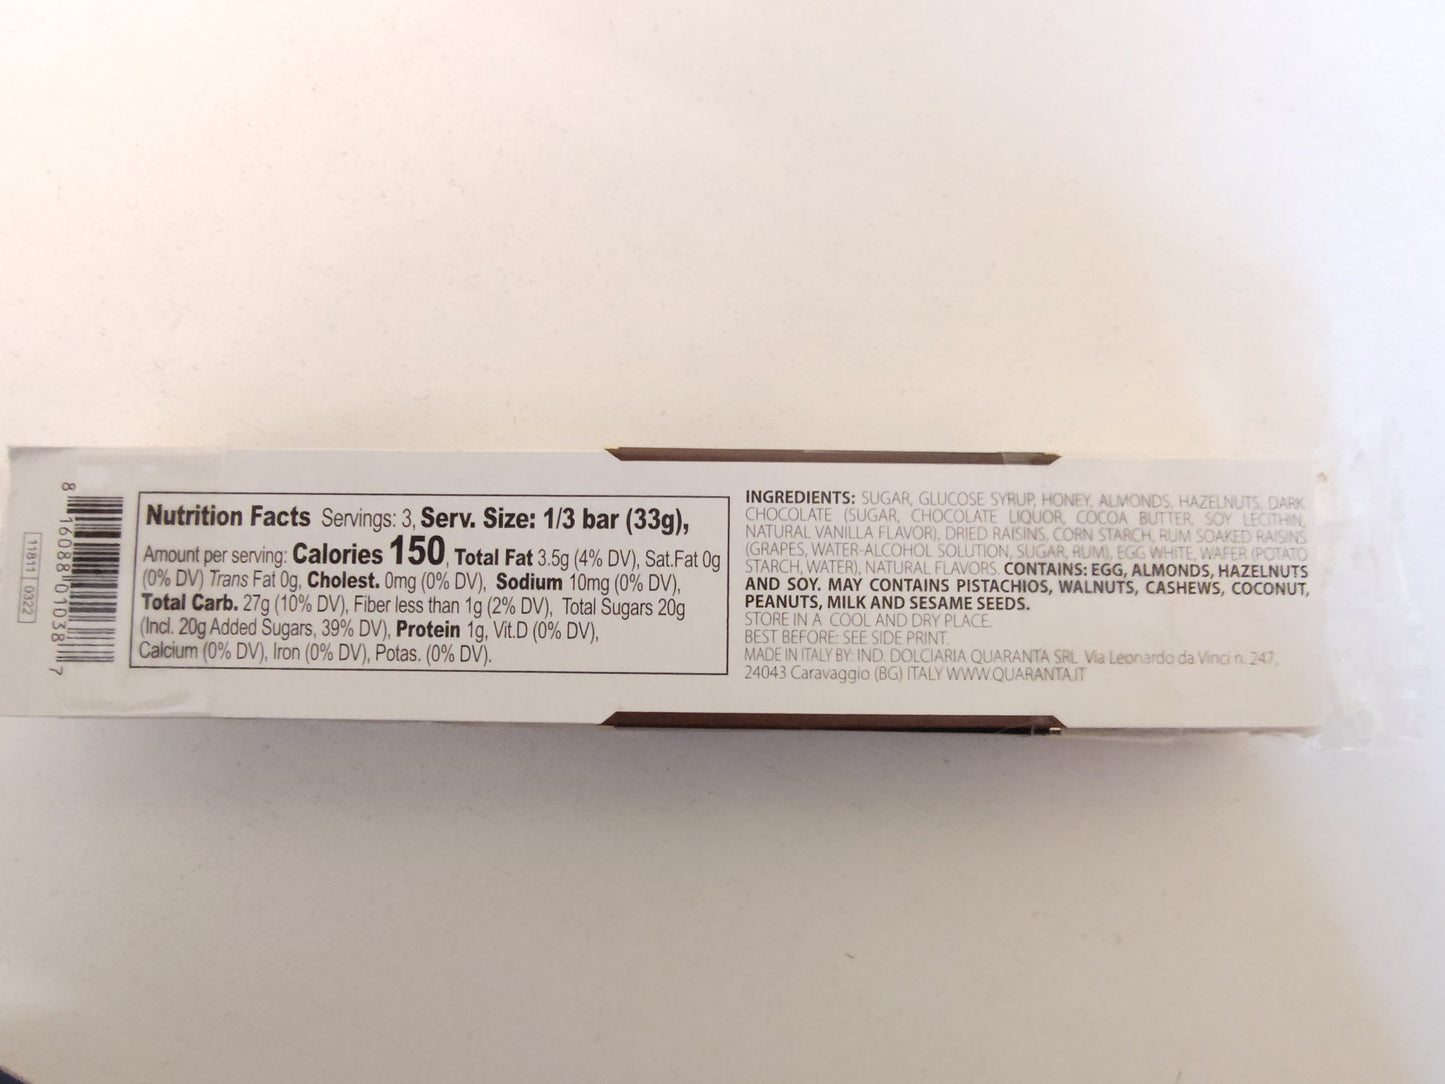 8 16088 01038 7
11811 | 0322
Nutrition Facts Servings: 3, Serv. Size: 1/3 bar (33g),
Amount per serving: Calories 150, Total Fat 3.5g (4% DV), Sat.Fat 0g
(0% DV) Trans Fat 0g, Cholest. 0mg (0% DV), Sodium 10mg (0% DV),
Total Carb. 27g (10% DV), Fiber less than 1g (2% DV), Total Sugars 20g
(Incl. 20g Added Sugars, 39% DV), Protein 1g, Vit.D (0% DV),
Calcium (0% DV), Iron (0% DV), Potas. (0% DV).
INGREDIENTS: SUGAR, GLUCOSE SYRUP, HONEY, ALMONDS, HAZELNUTS, DARK
CHOCOLATE (SUGAR, CHOCOLATE LIQUOR, COCOA BUTTER, SOY LECITHIN,
NATURAL VANILLA FLAVOR), DRIED RAISINS, CORN STARCH, RUM SOAKED RAISINS
(GRAPES, WATER-ALCOHOL SOLUTION, SUGAR, RUM), EGG WHITE, WAFER (POTATO
STARCH, WATER), NATURAL FLAVORS. CONTAINS: EGG, ALMONDS, HAZELNUTS
AND SOY. MAY CONTAINS PISTACHIOS, WALNUTS, CASHEWS, COCONUT,
PEANUTS, MILK AND SESAME SEEDS.
STORE IN A COOL AND DRY PLACE.
BEST BEFORE: SEE SIDE PRINT.
MADE IN ITALY BY: IND. DOLCIARIA QUARANTA SRL Via Leonardo da Vinci n. 247,
24043 Caravaggio (BG) ITALY WWW.QUARANTA.IT